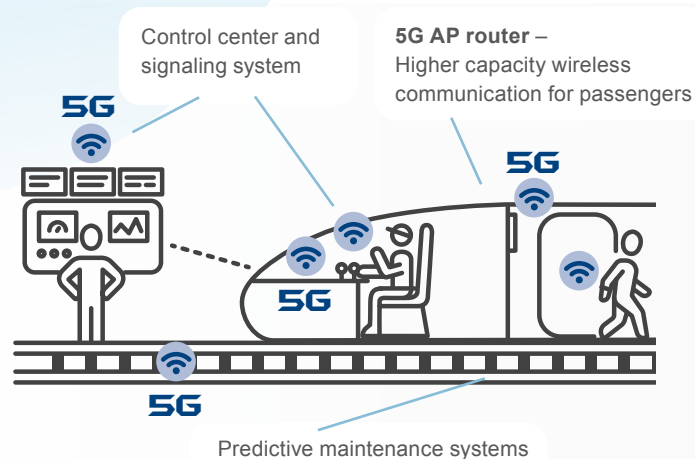 Control center and
signaling system
5G AP router –
Higher capacity wireless
communication for passengers
5G
5G
5G
5G
Predictive maintenance systems